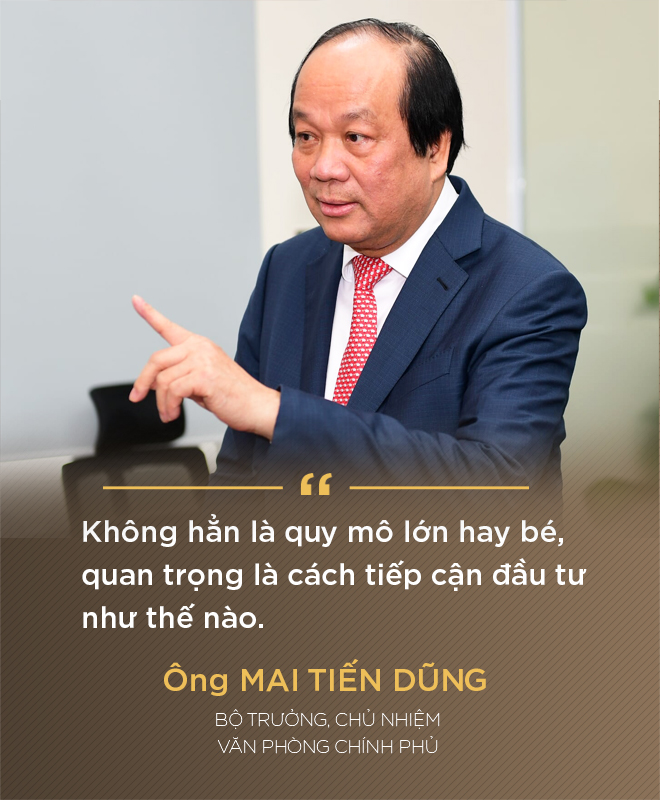 “
Không hẳn là quy mô lớn hay bé,
quan trọng là cách tiếp cận đầu tư
như thế nào.
Ông MAI TIẾN DŨNG
BỘ TRƯỞNG, CHỦ NHIỆM
VĂN PHÒNG CHÍNH PHỦ